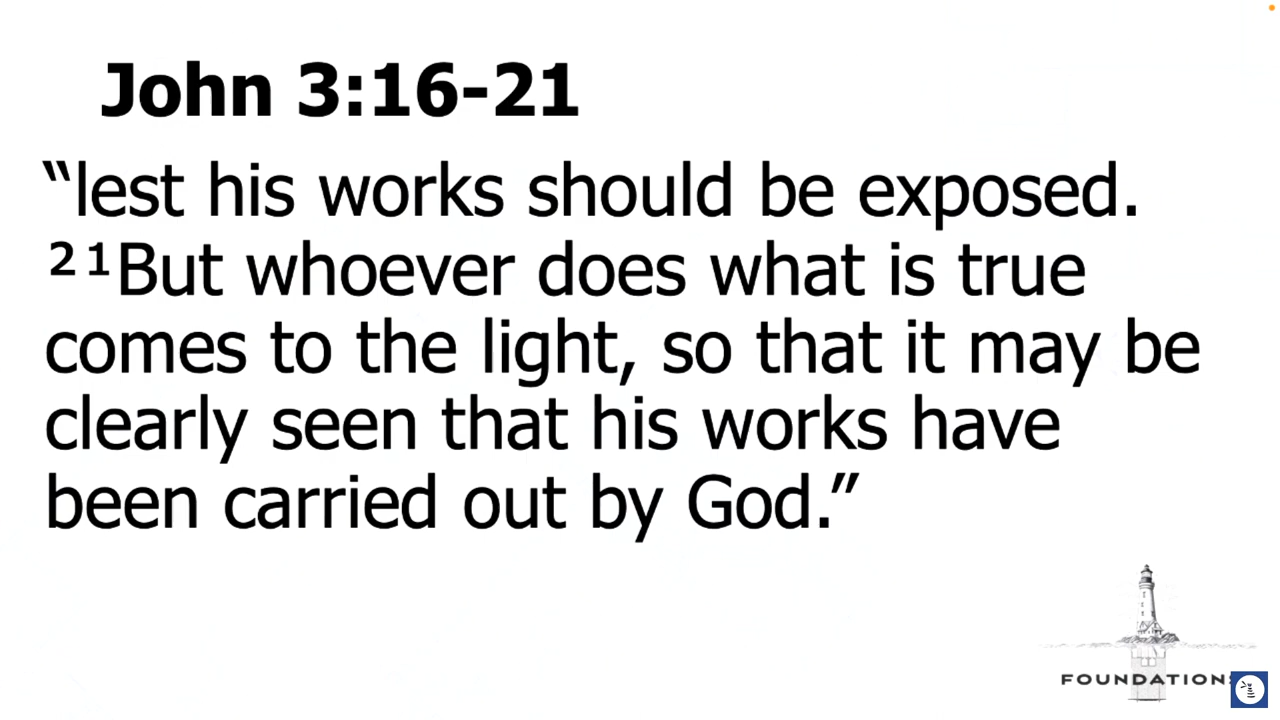 John 3:16-21
“lest his works should be exposed.
²¹But whoever does what is true
comes to the light, so that it may be
clearly seen that his works have
been carried out by God.”
FOUNDATIONS